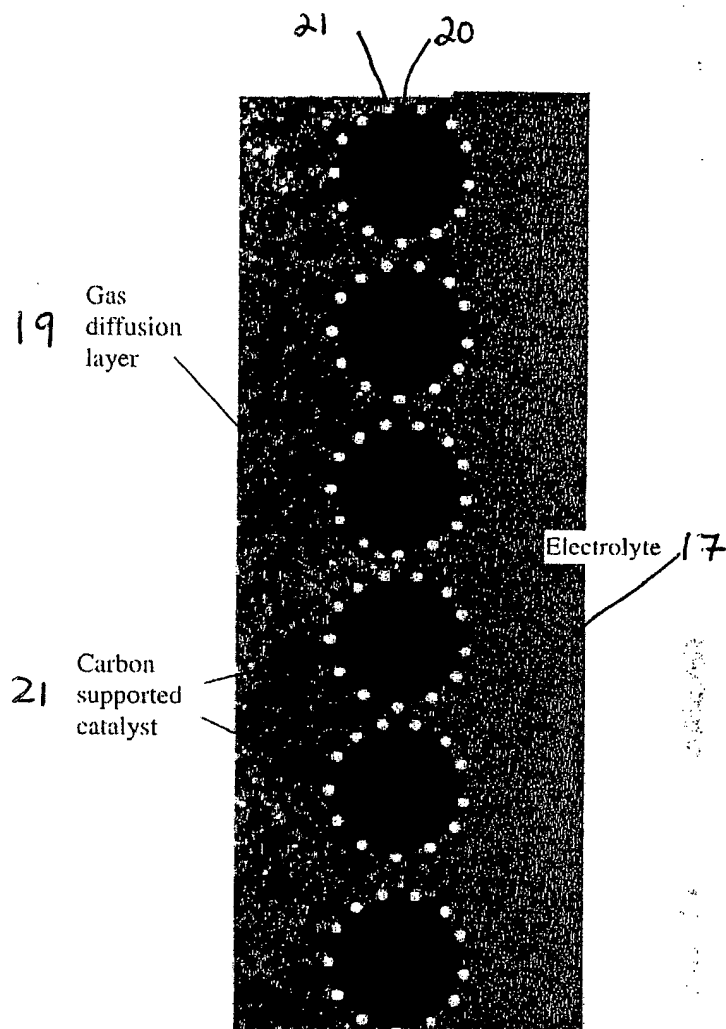 21 20
Gas
19 diffusion
layer
Electrolyte 17
Carbon
21 supported
catalyst